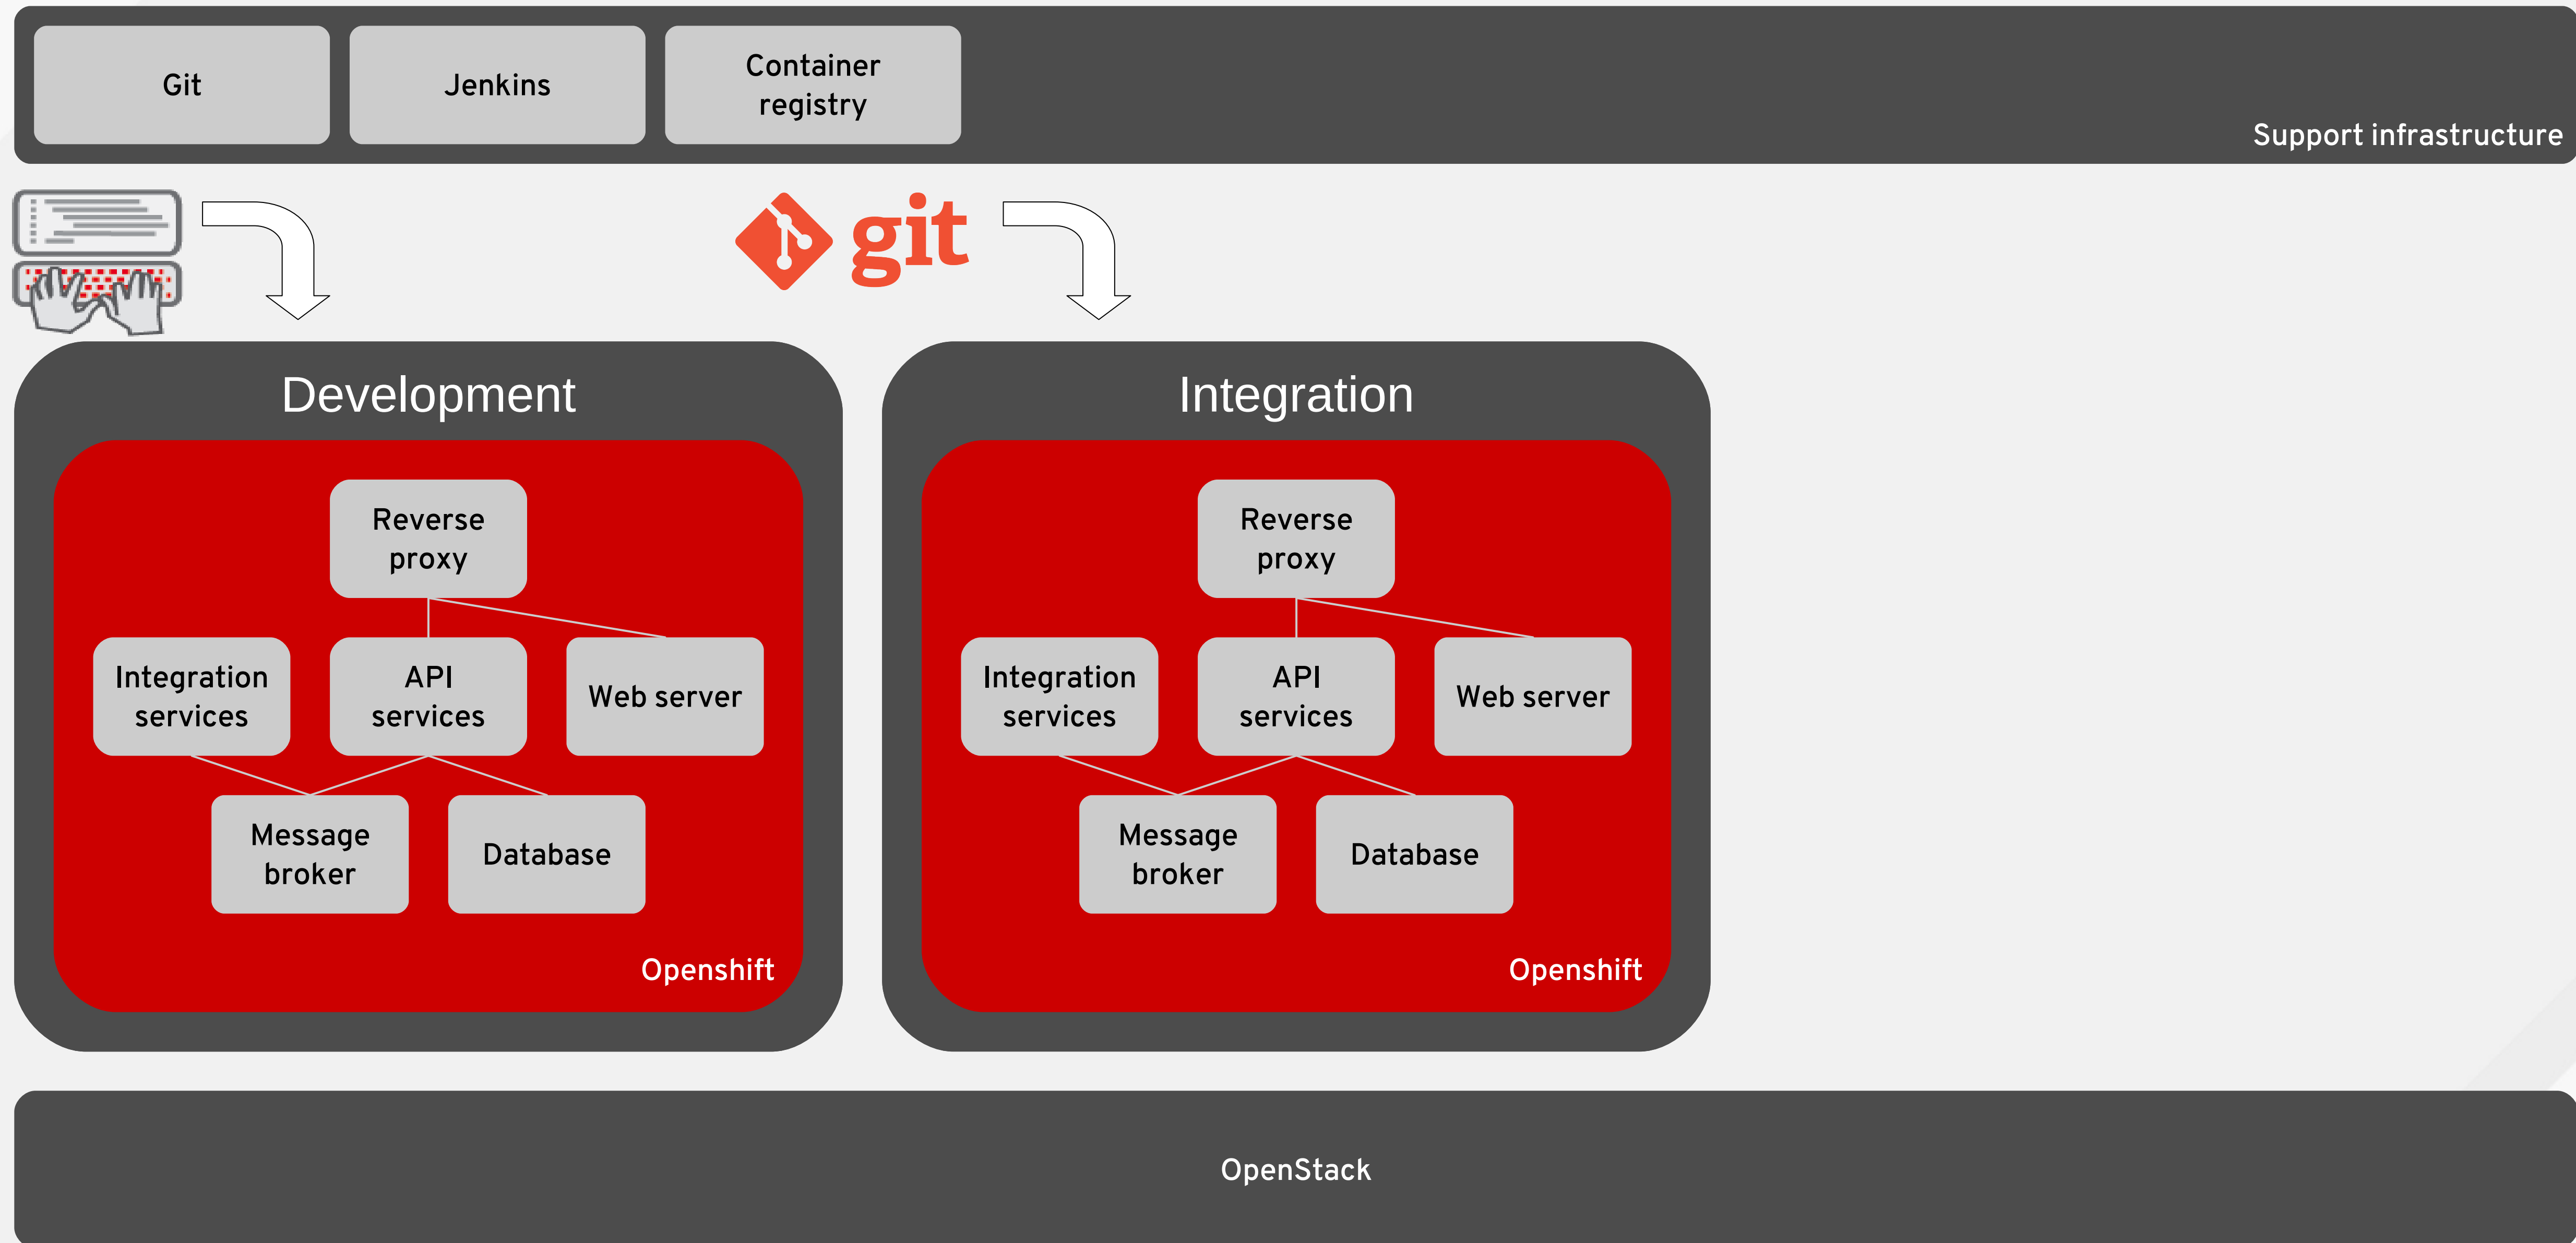 Git
Jenkins
Container
registry
Support infrastructure
git
Development
Reverse
proxy
Integration
services
API
services
Web server
Message
broker
Database
Openshift
Integration
Reverse
proxy
Integration
services
API
services
Web server
Message
broker
Database
Openshift
OpenStack